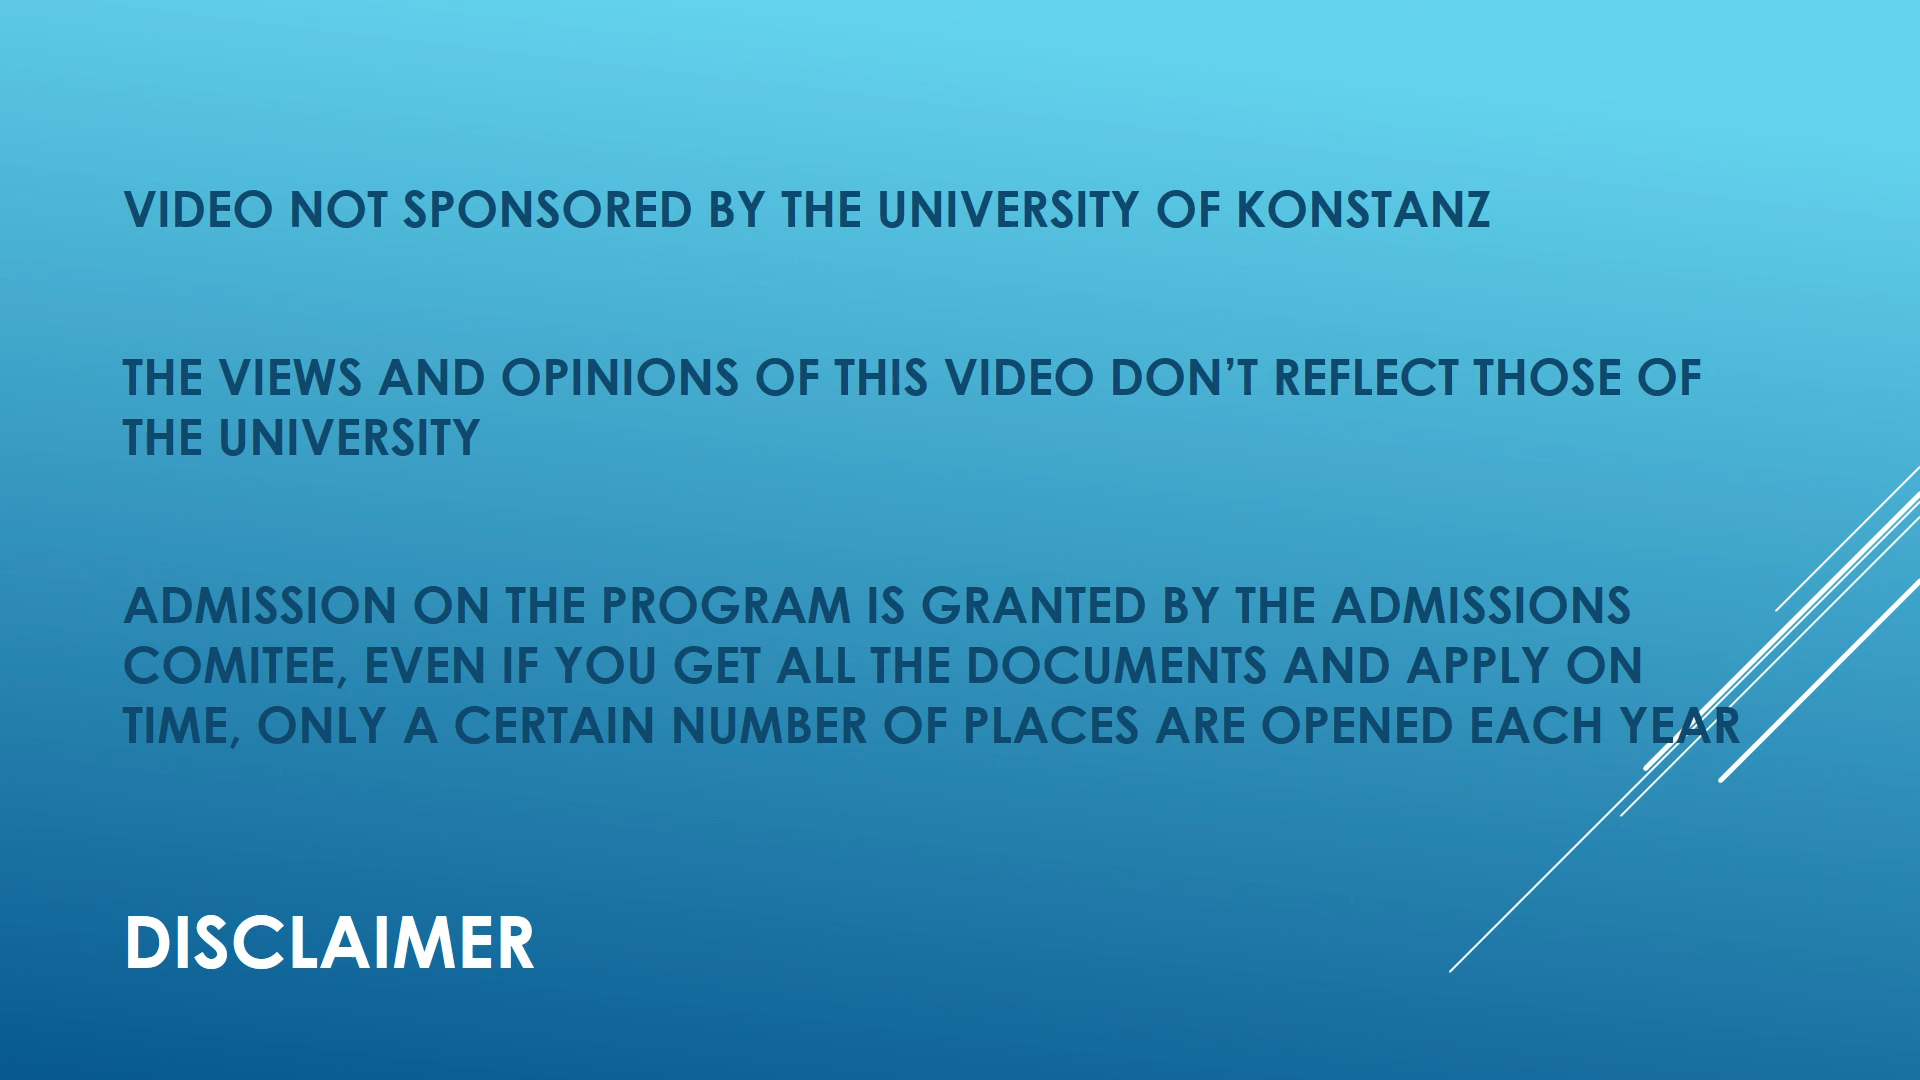 VIDEO NOT SPONSORED BY THE UNIVERSITY OF KONSTANZ
THE VIEWS AND OPINIONS OF THIS VIDEO DON’T REFLECT THOSE OF
THE UNIVERSITY
ADMISSION ON THE PROGRAM IS GRANTED BY THE ADMISSIONS
COMITEE, EVEN IF YOU GET ALL THE DOCUMENTS AND APPLY ON
TIME, ONLY A CERTAIN NUMBER OF PLACES ARE OPENED EACH YEAR
DISCLAIMER